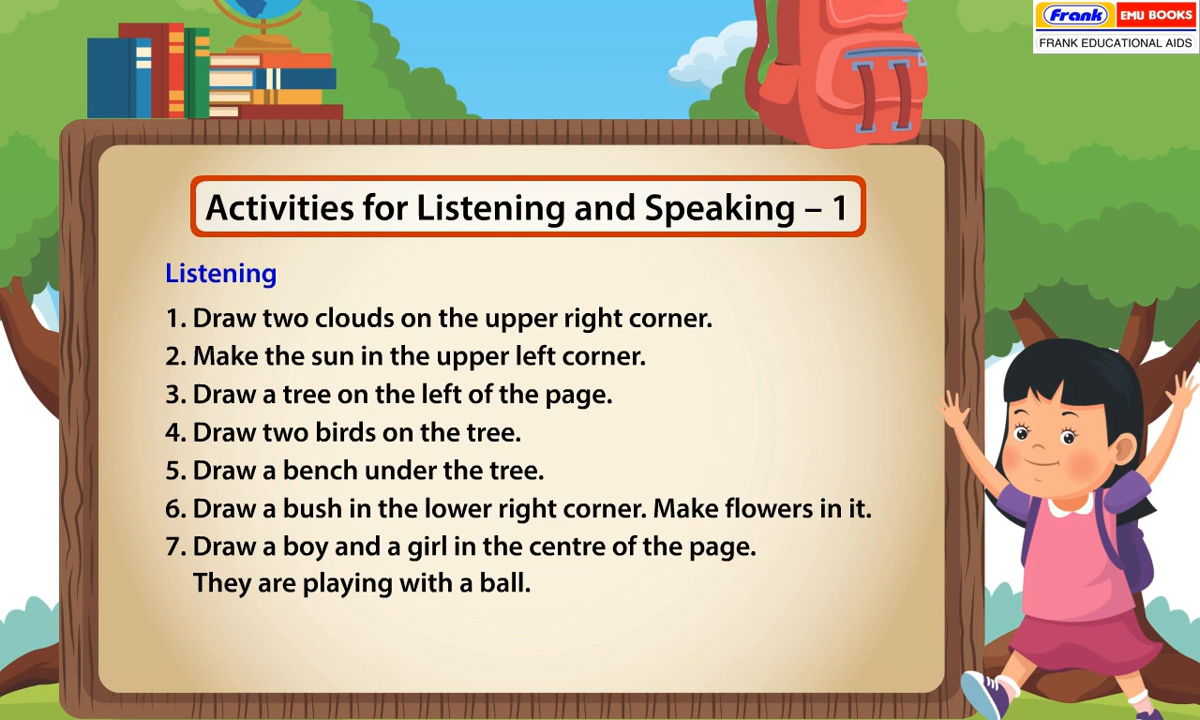 Frank EMU BOOKS
FRANK EDUCATIONAL AIDS
Activities for Listening and Speaking – 1
Listening
1. Draw two clouds on the upper right corner.
2. Make the sun in the upper left corner.
3. Draw a tree on the left of the page.
4. Draw two birds on the tree.
5. Draw a bench under the tree.
6. Draw a bush in the lower right corner. Make flowers in it.
7. Draw a boy and a girl in the centre of the page.
They are playing with a ball.